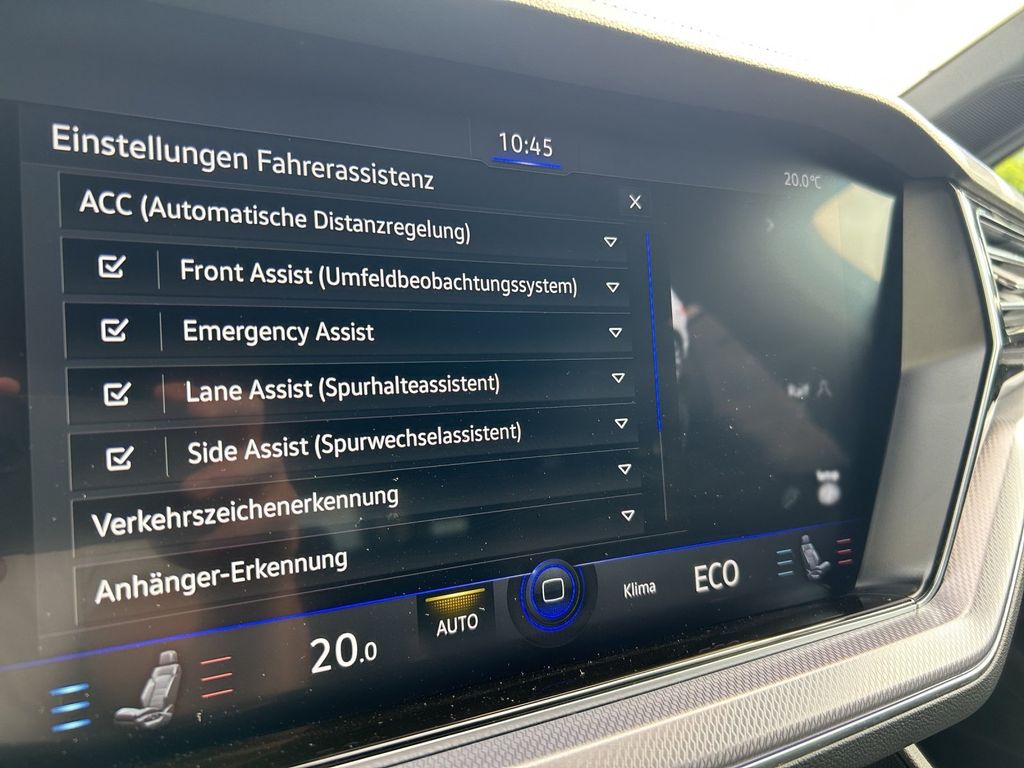 10:45
Einstellungen Fahrerassistenz
20.0°C
ACC (Automatische Distanzregelung)
Front Assist (Umfeldbeobachtungssystem)
Emergency Assist
Lane Assist (Spurhalteassistent)
Side Assist (Spurwechselassistent)
Verkehrszeichenerkennung
Anhänger-Erkennung
20.0
AUTO
Klima
ECO